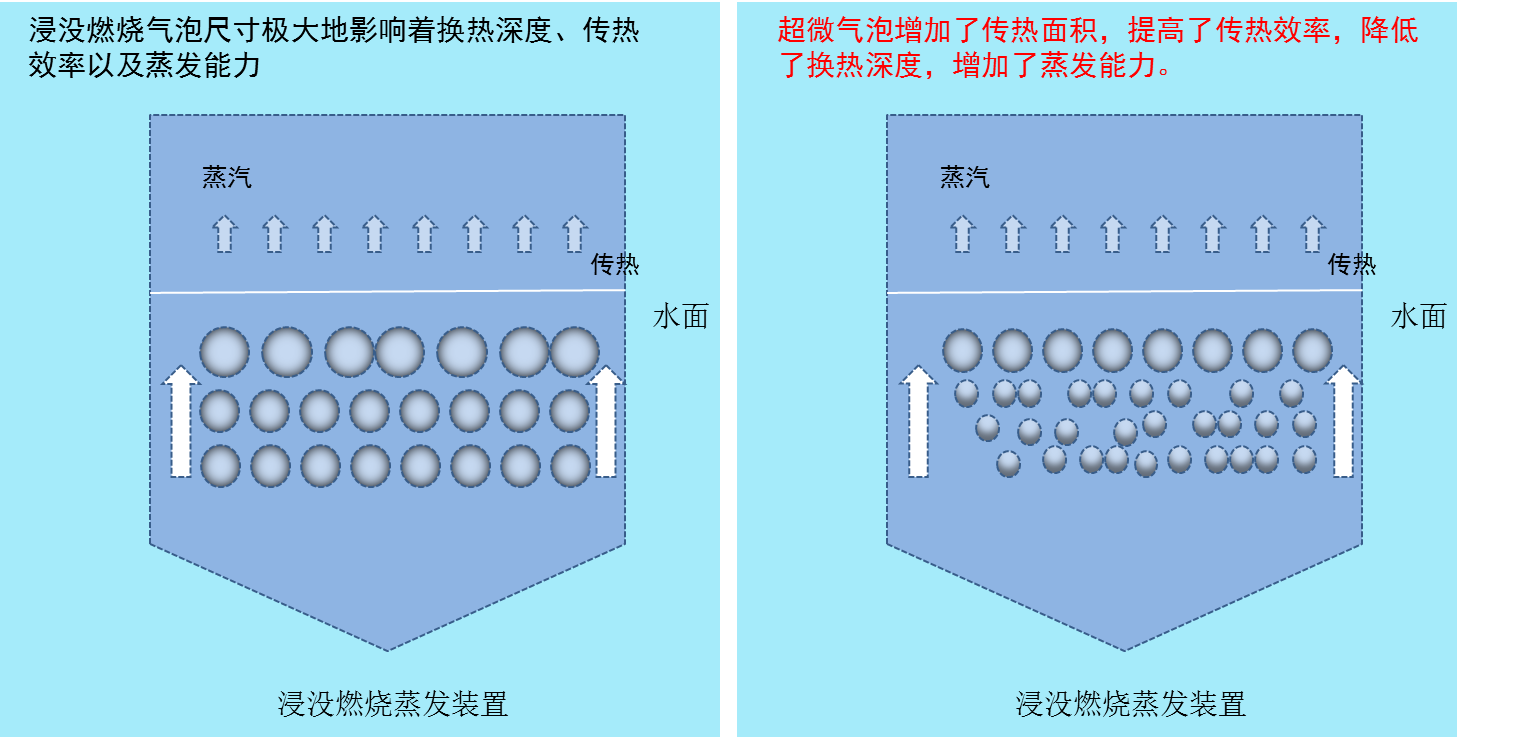 浸没燃烧气泡尺寸极大地影响着换热深度、传热
效率以及蒸发能力
蒸汽
传热
水面
浸没燃烧蒸发装置
超微气泡增加了传热面积，提高了传热效率，降低
了换热深度，增加了蒸发能力。
蒸汽
传热
水面
浸没燃烧蒸发装置